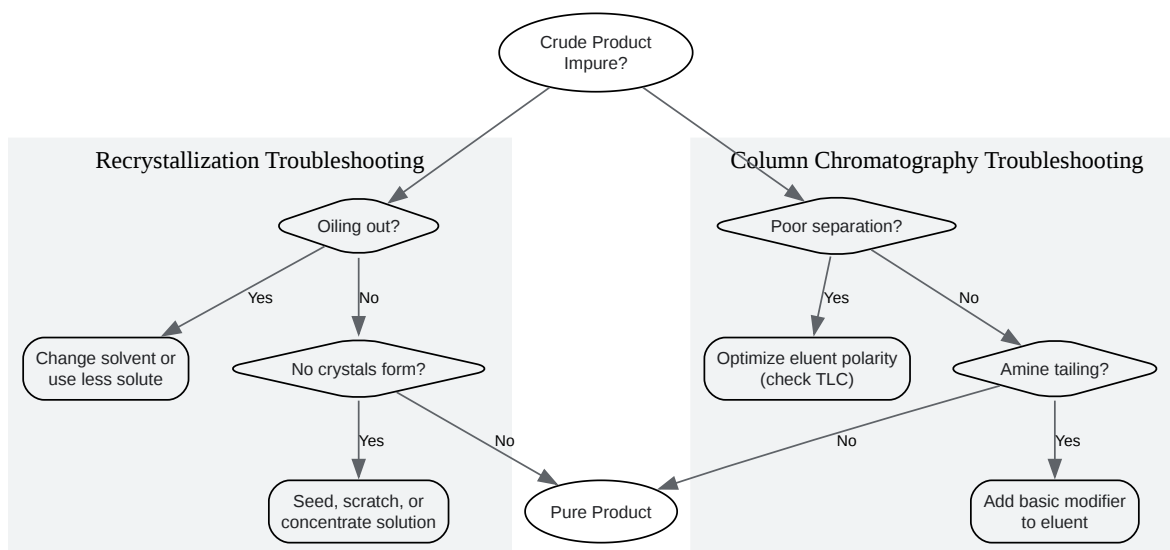 Crude Product
Impure?
Recrystallization Troubleshooting
Column Chromatography Troubleshooting
Oiling out?
Poor separation?
Yes
No
Yes
No
Change solvent or
use less solute
No crystals form?
Optimize eluent polarity
(check TLC)
Amine tailing?
Yes
No
No
Yes
Seed, scratch, or
concentrate solution
Pure Product
Add basic modifier
to eluent